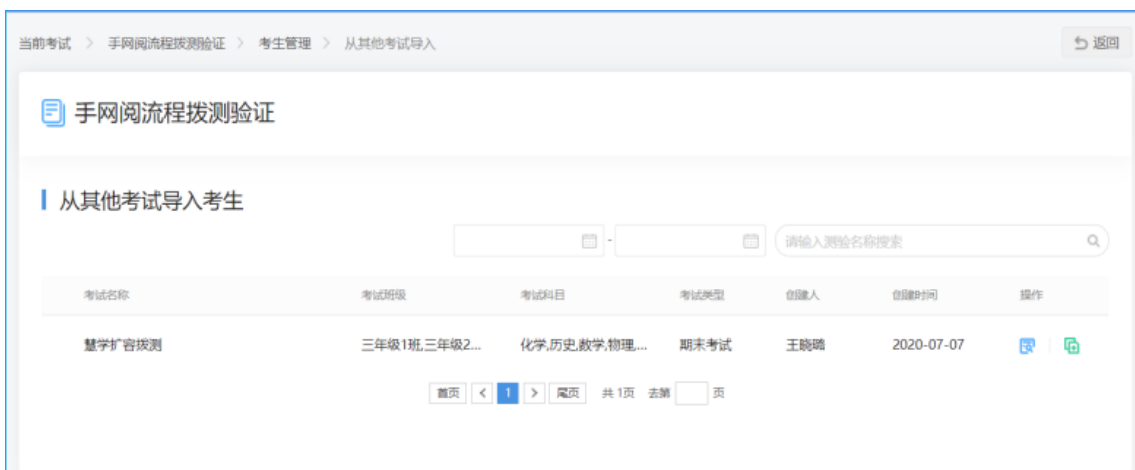 当前考试 > 手网阅流程拨测验证 > 考生管理 > 从其他考试导入 返回
手网阅流程拨测验证
从其他考试导入考生
- 请输入测验名称搜索
考试名称 考试班级 考试科目 考试类型 创建人 创建时间 操作
慧学扩容拨测 三年级1班,三年级2... 化学,历史,数学,物理,... 期末考试 王晓璐 2020-07-07
首页 < 1 > 尾页 共 1页 去第 页